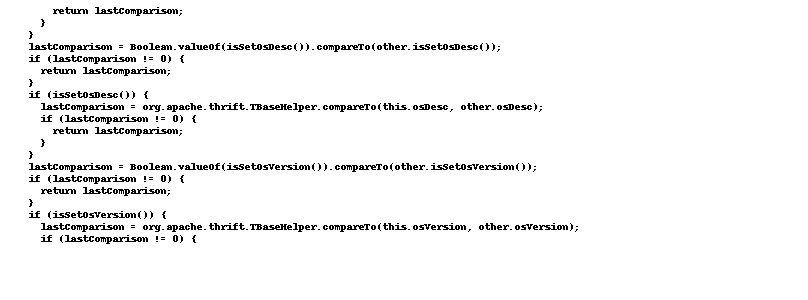 return lastComparison;
}
}
lastComparison = Boolean.valueOf(isSetOsDesc()).compareTo(other.isSetOsDesc());
if (lastComparison != 0) {
return lastComparison;
}
if (isSetOsDesc()) {
lastComparison = org.apache.thrift.TBaseHelper.compareTo(this.osDesc, other.osDesc);
if (lastComparison != 0) {
return lastComparison;
}
}
lastComparison = Boolean.valueOf(isSetOsVersion()).compareTo(other.isSetOsVersion());
if (lastComparison != 0) {
return lastComparison;
}
if (isSetOsVersion()) {
lastComparison = org.apache.thrift.TBaseHelper.compareTo(this.osVersion, other.osVersion);
if (lastComparison != 0) {